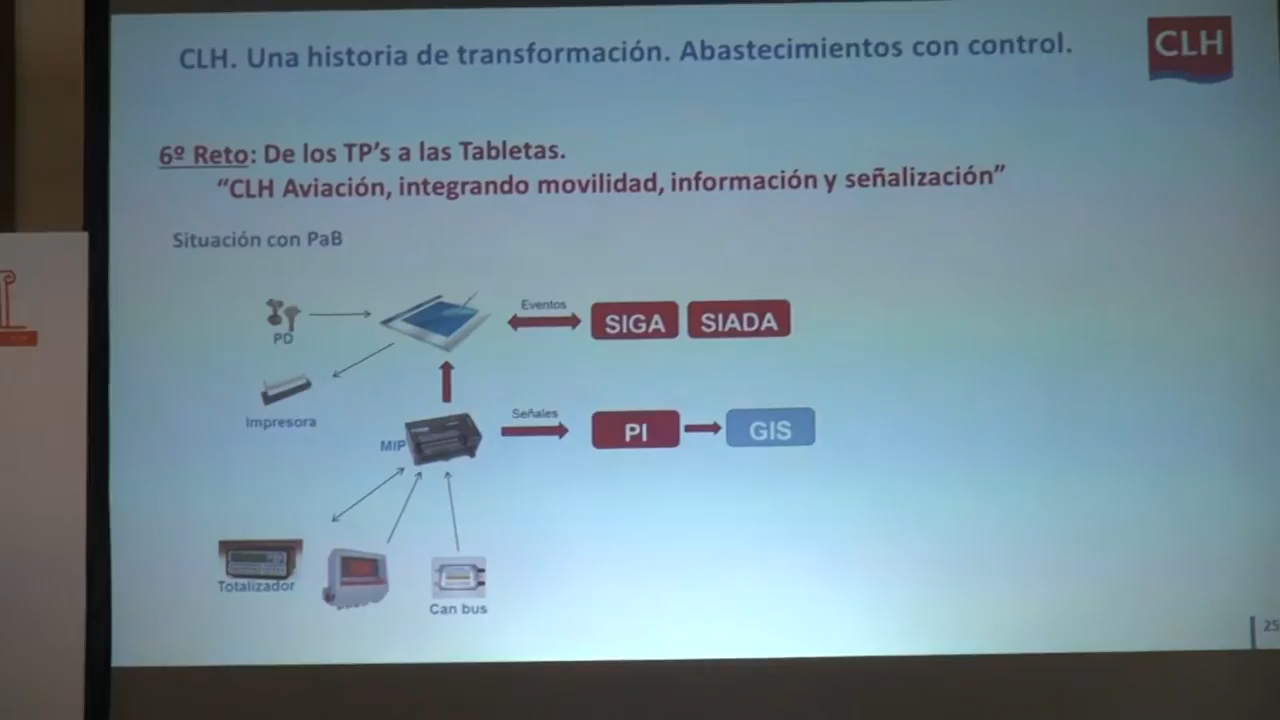 CLH. Una historia de transformación. Abastecimientos con control.
CLH
6º Reto: De los TP's a las Tabletas.
"CLH Aviación, integrando movilidad, información y señalización"
Situación con PaB
Eventos
SIGA
SIADA
PD
Impresora
Señales
MIP
PI
GIS
Totalizador
Can bus
25